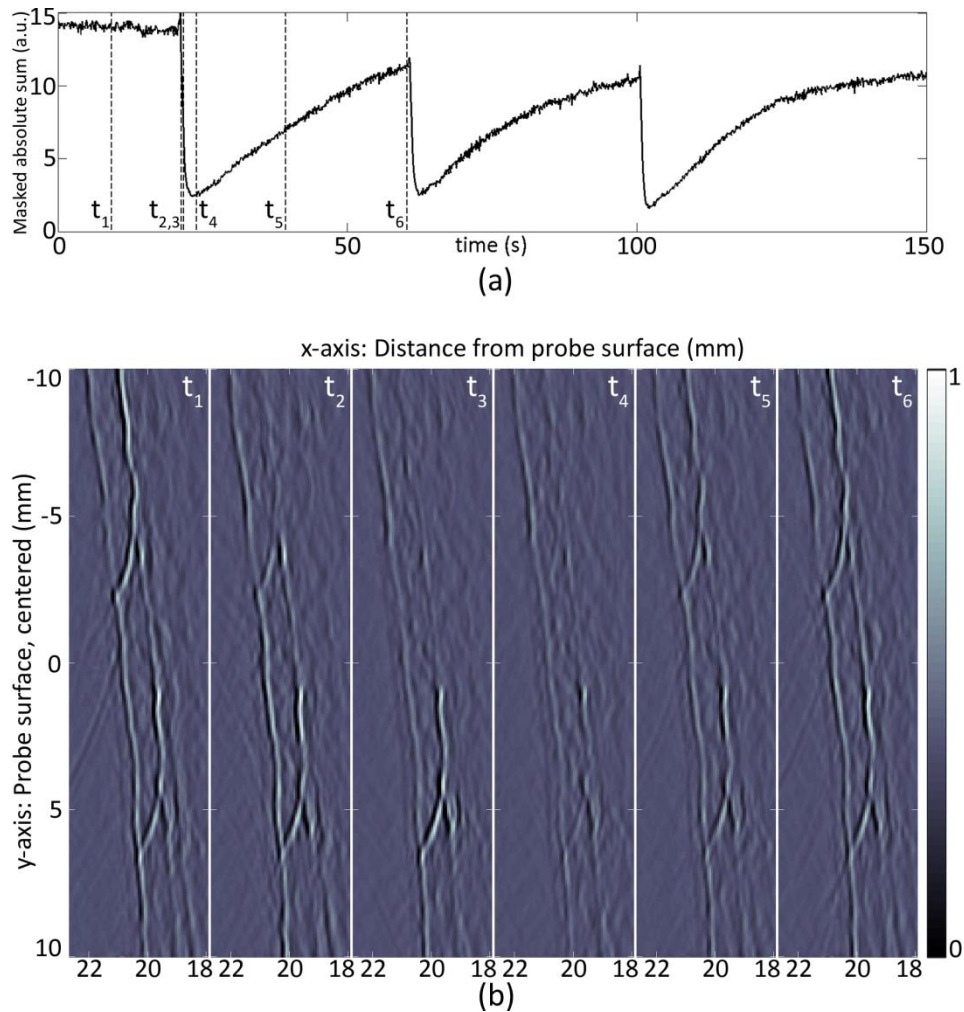 Masked absolute sum (a.u.)
15
10
5
0
t₁
t₂,₃
t₄
t₅
t₆
0
50
100
150
time (s)
(a)
x-axis: Distance from probe surface (mm)
y-axis: Probe surface, centered (mm)
-10
-5
0
5
10
t₁
t₂
t₃
t₄
t₅
t₆
1
0
22 20 18
22 20 18
22 20 18
22 20 18
22 20 18
22 20 18
(b)